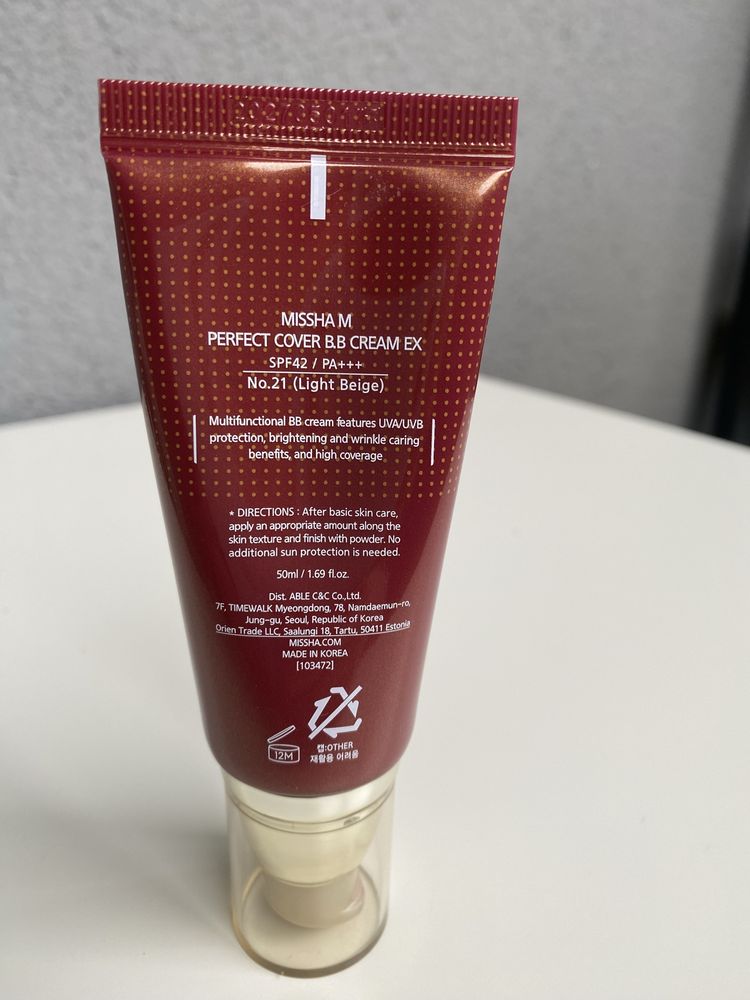 MISSHA M
PERFECT COVER B.B CREAM EX
SPF42 / PA+++
No.21 (Light Beige)
Multifunctional BB cream features UVA/UVB
protection, brightening and wrinkle caring
benefits, and high coverage
* DIRECTIONS : After basic skin care,
apply an appropriate amount along the
skin texture and finish with powder. No
additional sun protection is needed.
50ml / 1.69 fl.oz.
Dist. ABLE C&C Co.,Ltd.
7F, TIMEWALK Myeongdong, 78, Namdaemun-ro,
Jung-gu, Seoul, Republic of Korea
Orien Trade LLC, Saalungi 18, Tartu, 50411 Estonia
MISSHA.COM
MADE IN KOREA
[103472]
12M
캡:OTHER
재활용 어려움